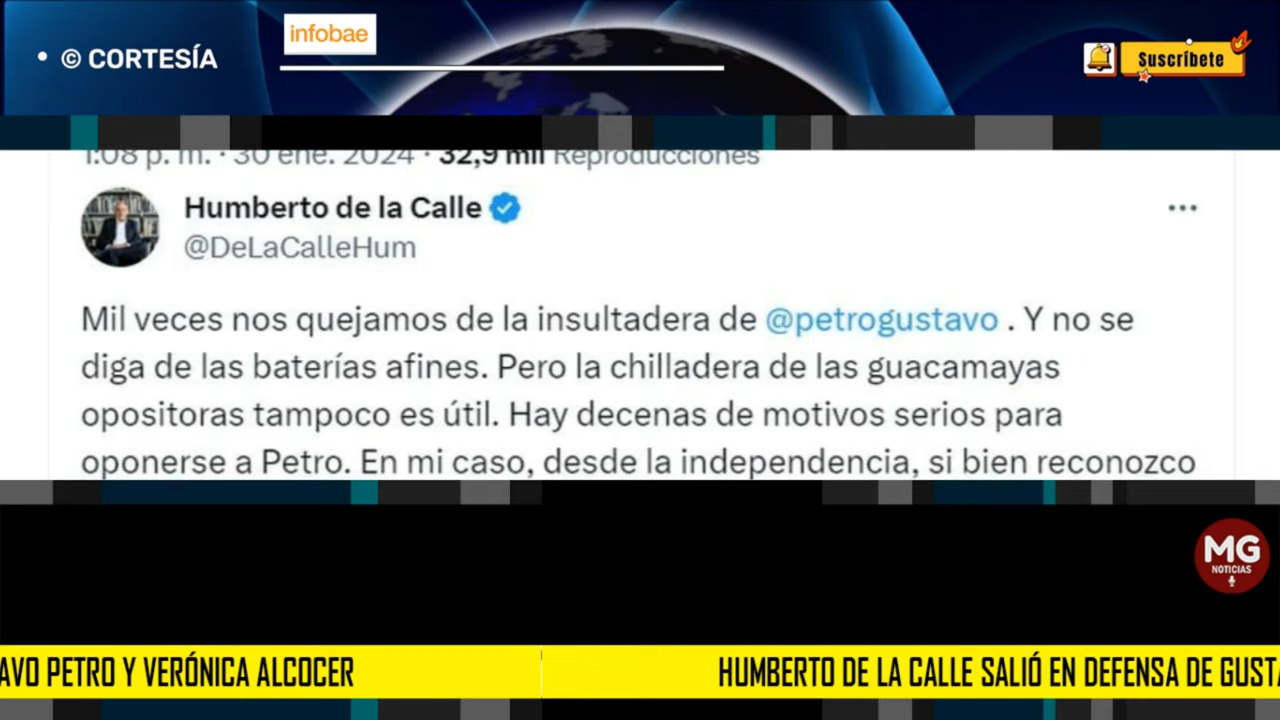 • © CORTESÍA
infobae
Suscríbete
1:08 p. m. · 30 ene. 2024 · 32,9 mil Reproducciones
Humberto de la Calle
@DeLaCalleHum
Mil veces nos quejamos de la insultadera de @petrogustavo . Y no se
diga de las baterías afines. Pero la chilladera de las guacamayas
opositoras tampoco es útil. Hay decenas de motivos serios para
oponerse a Petro. En mi caso, desde la independencia, si bien reconozco
MG
NOTICIAS
AVO PETRO Y VERÓNICA ALCOCER
HUMBERTO DE LA CALLE SALIÓ EN DEFENSA DE GUSTA